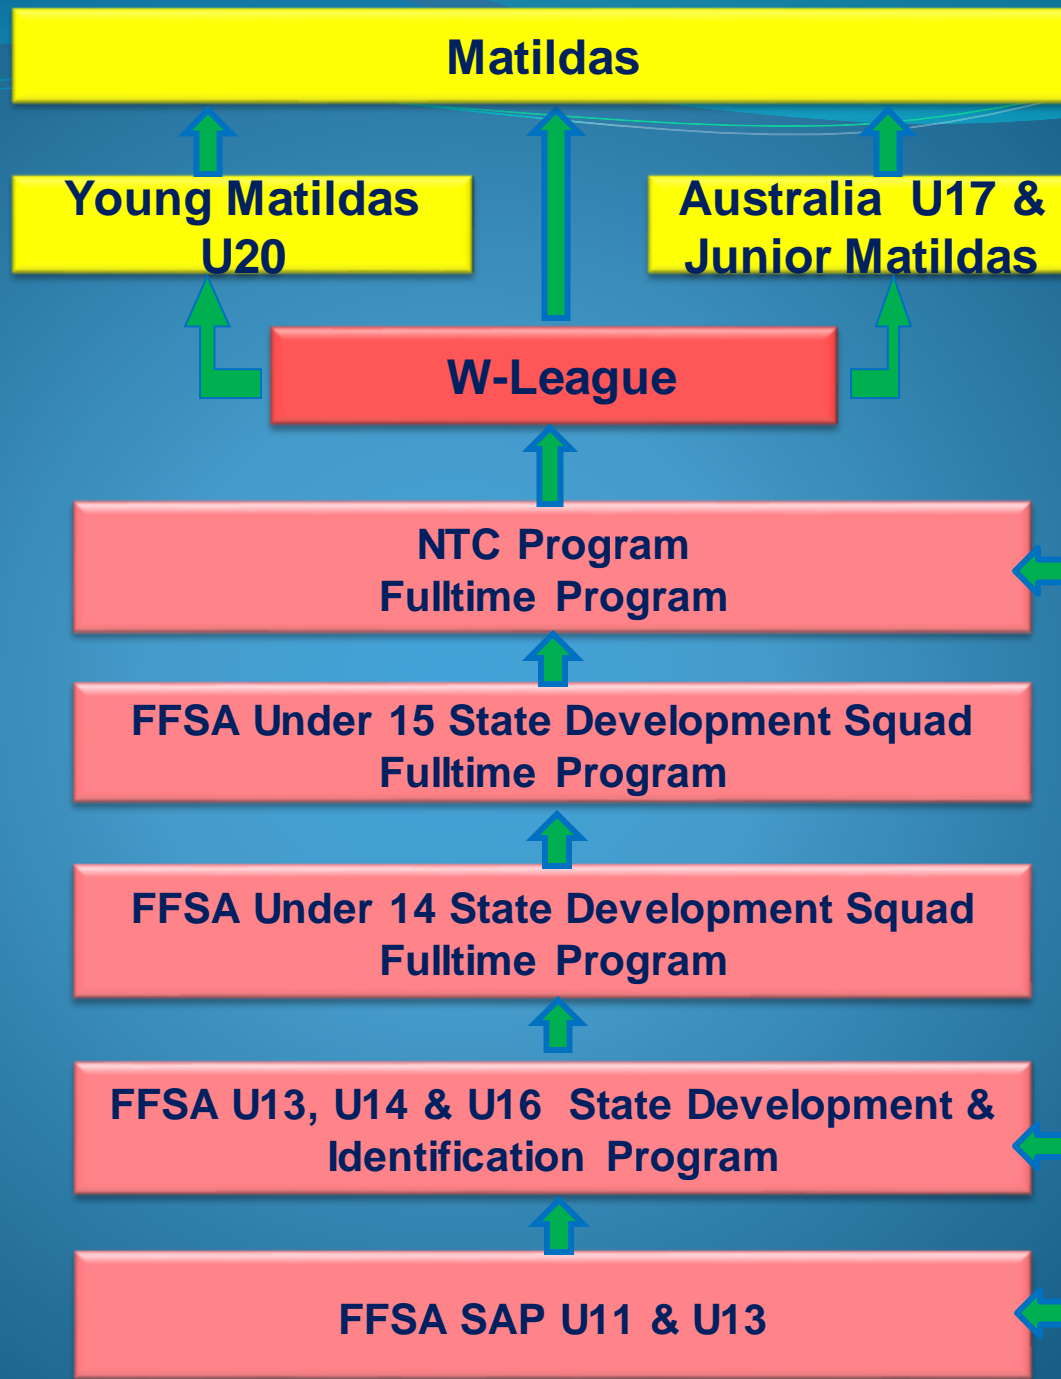 Matildas
Young Matildas
U20
Australia U17 &
Junior Matildas
W-League
NTC Program
Fulltime Program
FFSA Under 15 State Development Squad
Fulltime Program
FFSA Under 14 State Development Squad
Fulltime Program
FFSA U13, U14 & U16 State Development &
Identification Program
FFSA SAP U11 & U13